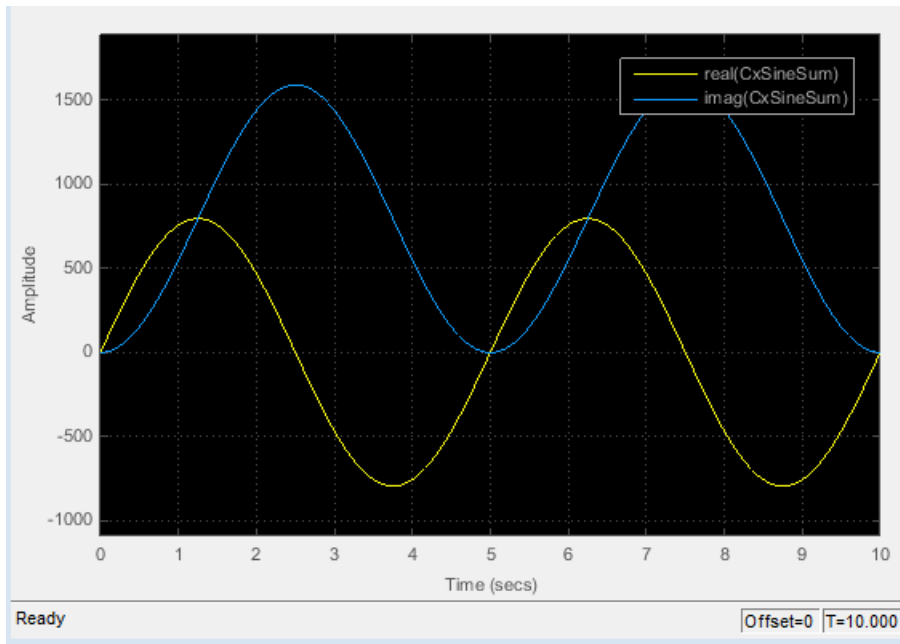 real(CxSineSum)
imag(CxSineSum)
1500
1000
500
0
-500
-1000
Amplitude
0 1 2 3 4 5 6 7 8 9 10
Time (secs)
Ready Offset=0 T=10.000